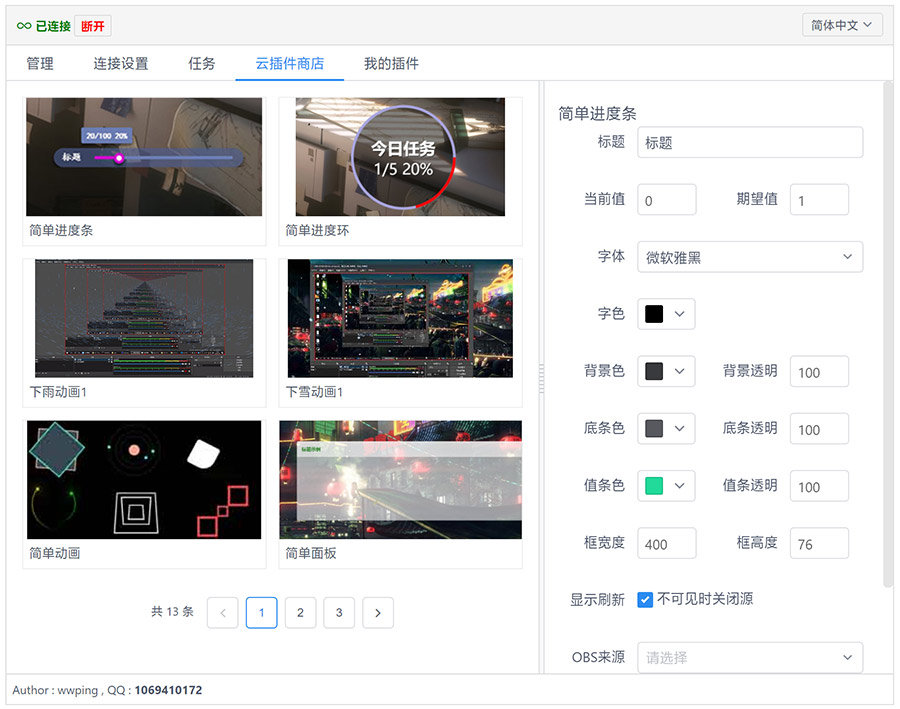 已连接 断开 简体中文
管理 连接设置 任务 云插件商店 我的插件
20/100 20%
标题
简单进度条
今日任务
1/5 20%
简单进度环
下雨动画1
下雪动画1
简单动画
标题示例
简单面板
共 13 条 1 2 3
简单进度条
标题 标题
当前值 0 期望值 1
字体 微软雅黑
字色
背景色 背景透明 100
底条色 底条透明 100
值条色 值条透明 100
框宽度 400 框高度 76
显示刷新 不可见时关闭源
OBS来源 请选择
Author : wwping , QQ : 1069410172